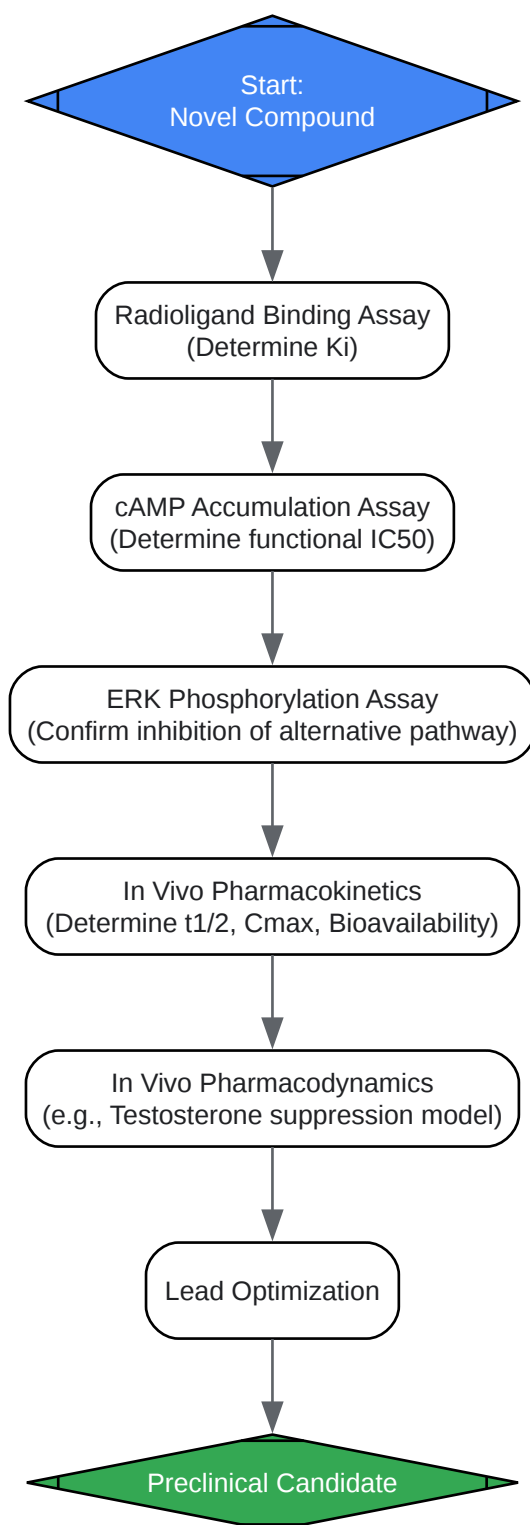 Start:
Novel Compound
Radioligand Binding Assay
(Determine Ki)
cAMP Accumulation Assay
(Determine functional IC50)
ERK Phosphorylation Assay
(Confirm inhibition of alternative pathway)
In Vivo Pharmacokinetics
(Determine t1/2, Cmax, Bioavailability)
In Vivo Pharmacodynamics
(e.g., Testosterone suppression model)
Lead Optimization
Preclinical Candidate